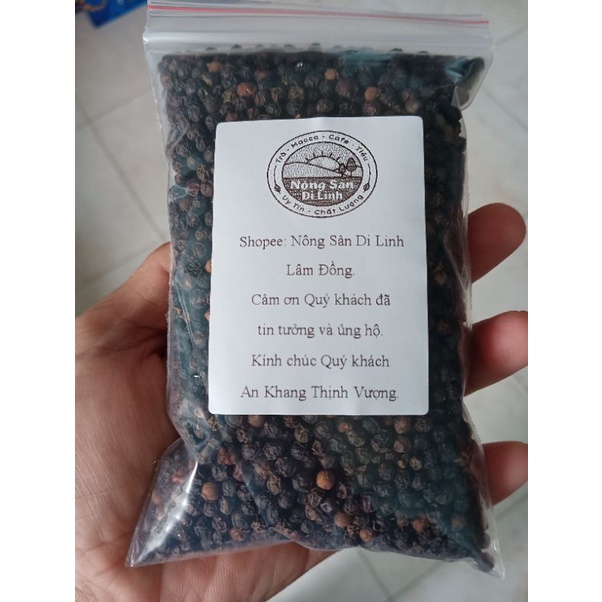 Trà - Macca - Cafe - Tiêu
Nông Sản
Di Linh
Uy Tín - Chất Lượng
Shopee: Nông Sản Di Linh
Lâm Đồng.
Cảm ơn Quý khách đã
tin tưởng và ủng hộ.
Kính chúc Quý khách
An Khang Thịnh Vượng.